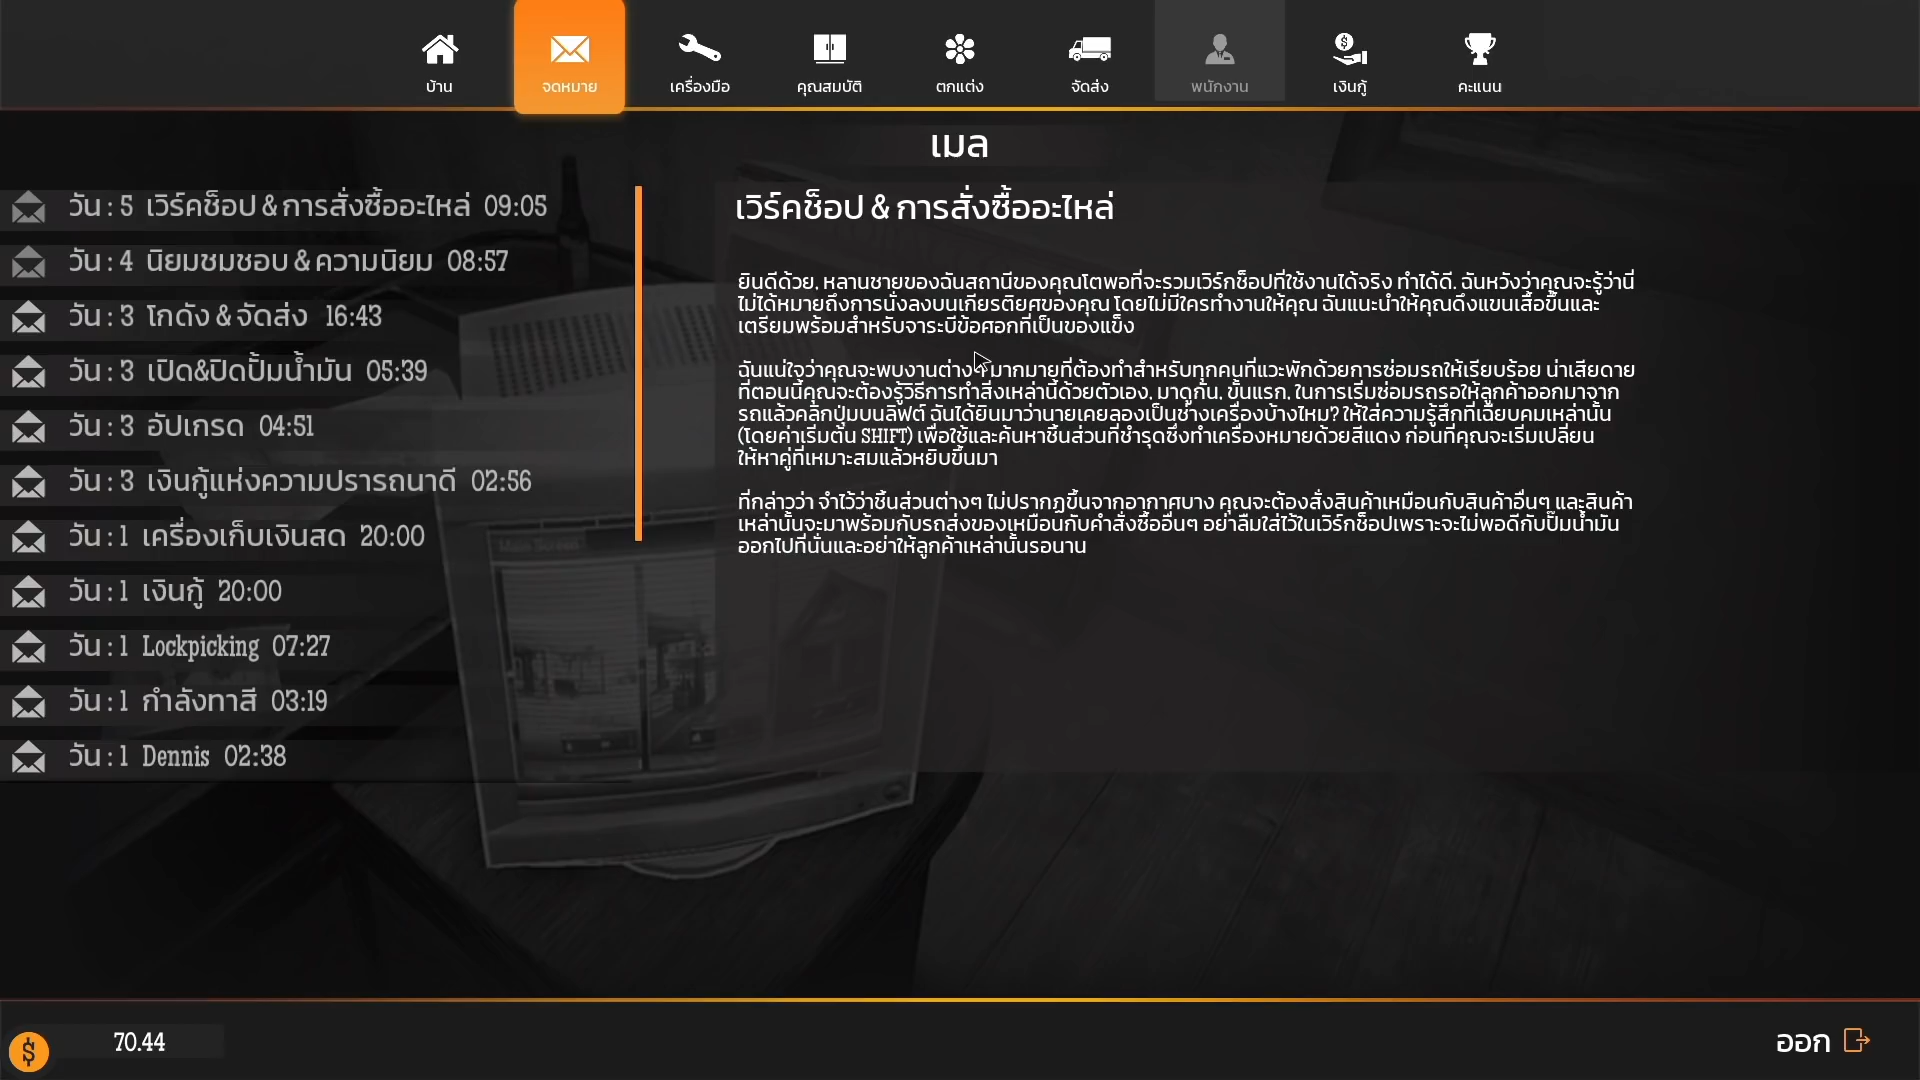 บ้าน
จดหมาย
เครื่องมือ
คุณสมบัติ
ตกแต่ง
จัดส่ง
พนักงาน
เงินกู้
คะแนน
เมล
วัน : 5 เวิร์คช็อป & การสั่งซื้ออะไหล่ 09:05
วัน : 4 นิยมชมชอบ & ความนิยม 08:57
วัน : 3 โกดัง & จัดส่ง 16:43
วัน : 3 เปิด&ปิดปั้มน้ำมัน 05:39
วัน : 3 อัปเกรด 04:51
วัน : 3 เงินกู้แห่งความปรารถนาดี 02:56
วัน : 1 เครื่องเก็บเงินสด 20:00
วัน : 1 เงินกู้ 20:00
วัน : 1 Lockpicking 07:27
วัน : 1 กำลังทาสี 03:19
วัน : 1 Dennis 02:38
เวิร์คช็อป & การสั่งซื้ออะไหล่
ยินดีด้วย, หลานชายของฉันสถานีของคุณโตพอที่จะรวมเวิร์กช็อปที่ใช้งานได้จริง ทำได้ดี. ฉันหวังว่าคุณจะรู้ว่านี่
ไม่ได้หมายถึงการนั่งลงบนเกียรติยศของคุณ โดยไม่มีใครทำงานให้คุณ ฉันแนะนำให้คุณดึงแขนเสื้อขึ้นและ
เตรียมพร้อมสำหรับจาระบีข้อศอกที่เป็นของแข็ง
ฉันแน่ใจว่าคุณจะพบงานต่างๆ มากมายที่ต้องทำสำหรับทุกคนที่แวะพักด้วยการซ่อมรถให้เรียบร้อย น่าเสียดาย
ที่ตอนนี้คุณจะต้องรู้วิธีการทำสิ่งเหล่านี้ด้วยตัวเอง, มาดูกัน, ขั้นแรก, ในการเริ่มซ่อมรถรอให้ลูกค้าออกมาจาก
รถแล้วคลิกปุ่มบนลิฟต์ ฉันได้ยินมาว่านายเคยลองเป็นช่างเครื่องบ้างไหม? ให้ใส่ความรู้สึกที่เฉียบคมเหล่านั้น
(โดยค่าเริ่มต้น SHIFT) เพื่อใช้และค้นหาชิ้นส่วนที่ชำรุดซึ่งทำเครื่องหมายด้วยสีแดง ก่อนที่คุณจะเริ่มเปลี่ยน
ให้หาคู่ที่เหมาะสมแล้วหยิบขึ้นมา
ที่กล่าวว่า จำไว้ว่าชิ้นส่วนต่างๆ ไม่ปรากฏขึ้นจากอากาศบาง คุณจะต้องสั่งสินค้าเหมือนกับสินค้าอื่นๆ และสินค้า
เหล่านั้นจะมาพร้อมกับรถส่งของเหมือนกับคำสั่งซื้ออื่นๆ อย่าลืมใส่ไว้ในเวิร์กช็อปเพราะจะไม่พอดีกับปั๊มน้ำมัน
ออกไปที่นั่นและอย่าให้ลูกค้าเหล่านั้นรอนาน
70.44
ออก